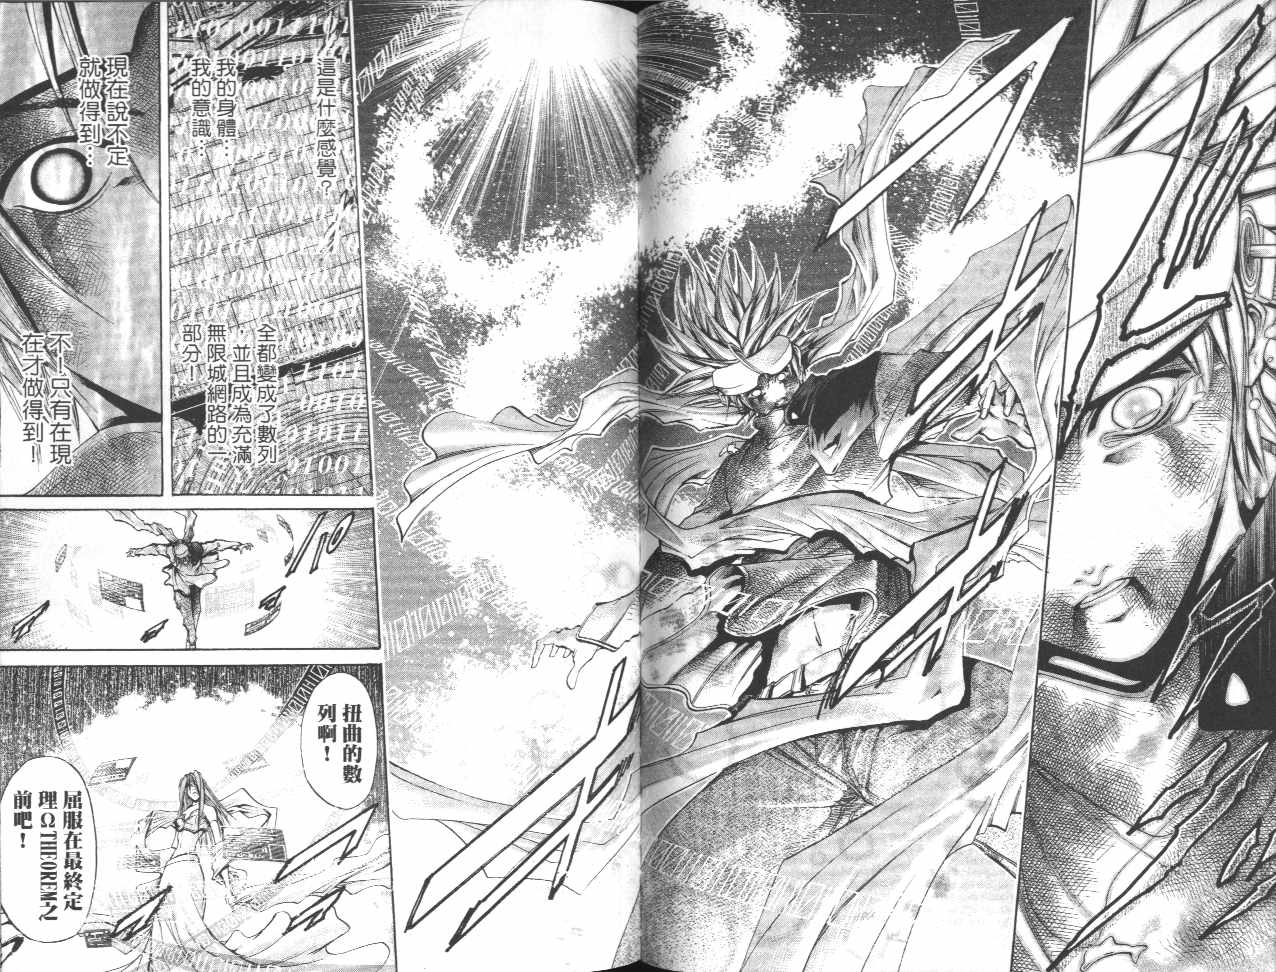 這是什麼感覺？
我的身體…
我的意識…
全都變成了數列
，並且成為充滿
無限城網路的一
部分！
現在說不定
就做得到…
不！只有在現
在才做得到！
扭曲的數
列啊！
屈服在最終定
理ΩTHEOREM之
前吧！